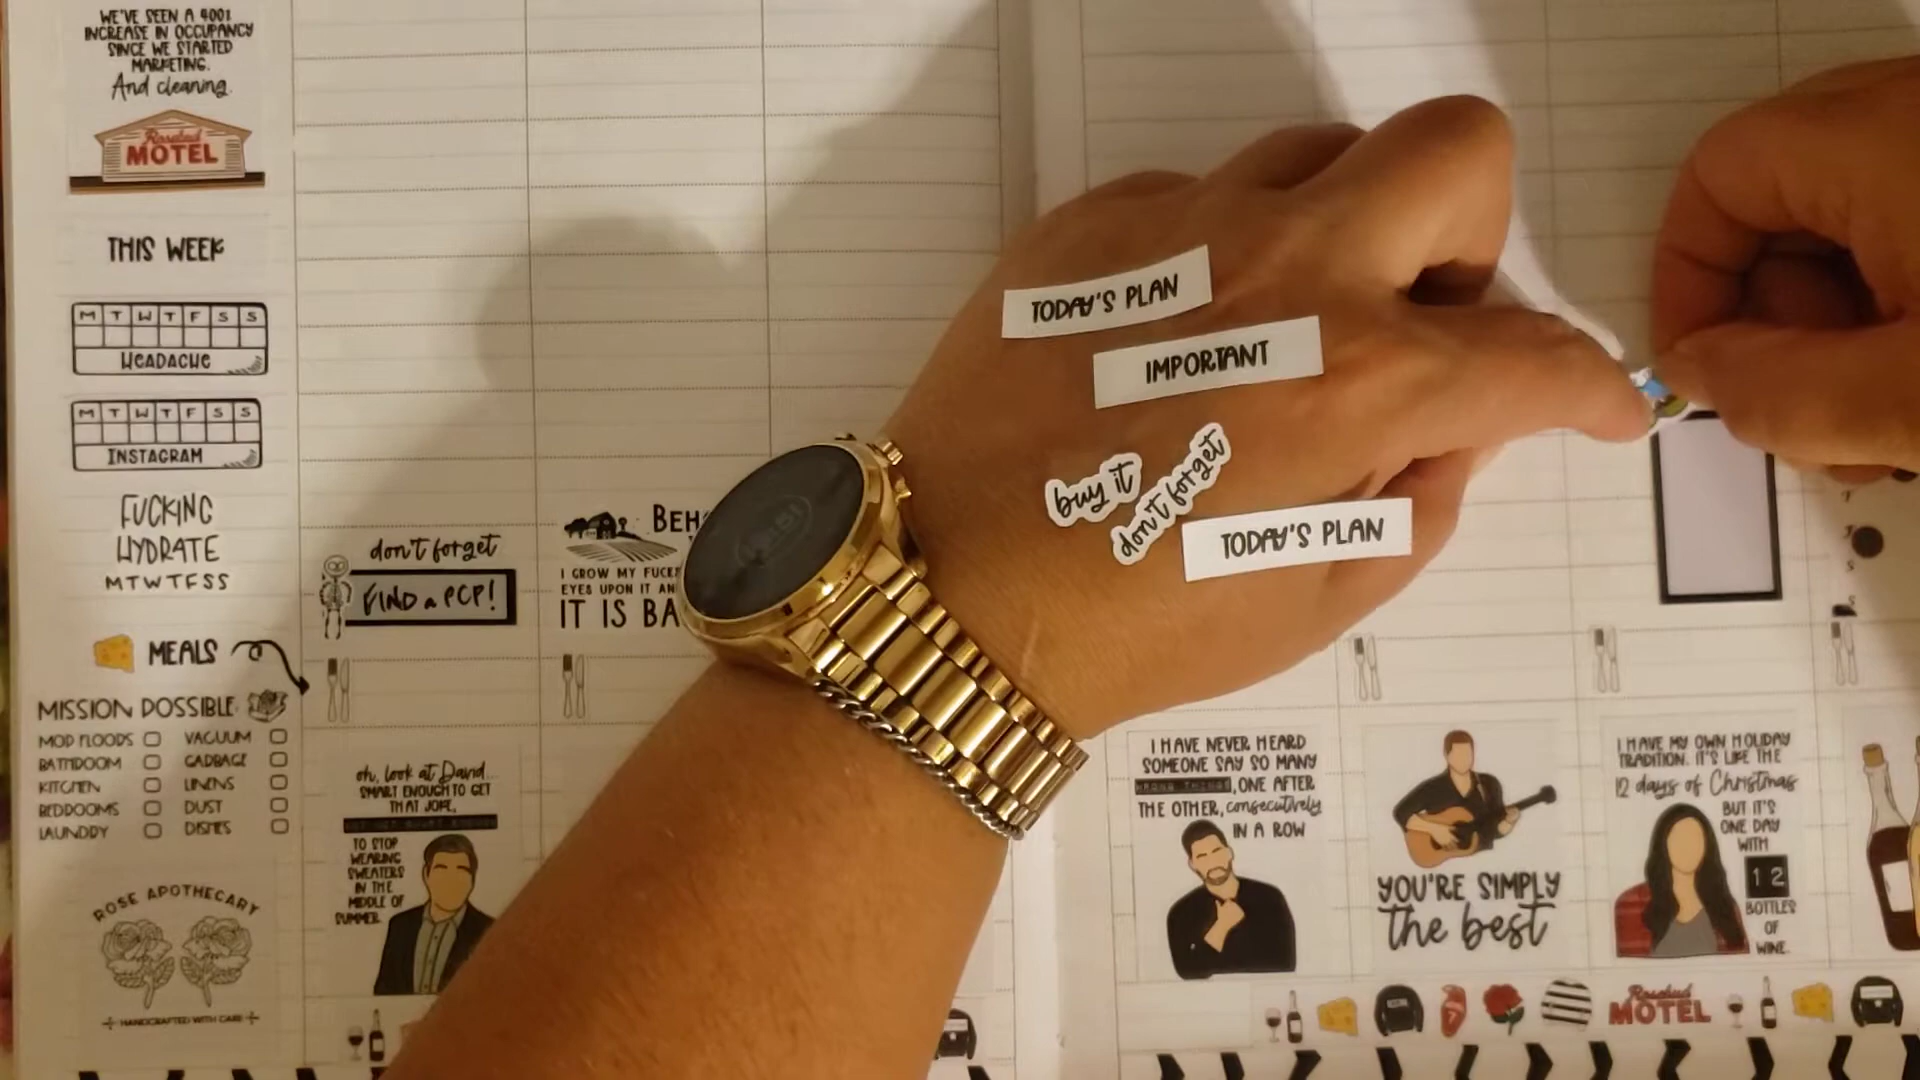 WE'VE SEEN A 400%
INCREASE IN OCCUPANCY
SINCE WE STARTED
MARKETING.
And cleaning.
Rosebud
MOTEL
THIS WEEK
M T W T F S S
HEADACHE
M T W T F S S
INSTAGRAM
FUCKING
HYDRATE
M T W T F S S
MEALS
MISSION POSSIBLE
MOP FLOORS VACUUM
BATHROOM GARBAGE
KITCHEN LINENS
BEDROOMS DUST
LAUNDRY DISHES
ROSE APOTHECARY
HANDCRAFTED WITH CARE
don't forget
FIND a PCP!
BEH
I GROW MY FUCK
EYES UPON IT AN
IT IS BA
oh, look at David...
SMART ENOUGH TO GET
THAT JOKE,
TO STOP
WEARING
SWEATERS
IN THE
MIDDLE OF
SUMMER.
TODAY'S PLAN
IMPORTANT
buy it
don't forget
TODAY'S PLAN
T
F
S
S
I HAVE NEVER HEARD
SOMEONE SAY SO MANY
WRONG THINGS, ONE AFTER
THE OTHER, consecutively
IN A ROW
YOU'RE SIMPLY
the best
I HAVE MY OWN HOLIDAY
TRADITION. IT'S LIKE THE
12 days of Christmas
BUT IT'S
ONE DAY
WITH
12
BOTTLES
OF
WINE.
Rosebud
MOTEL